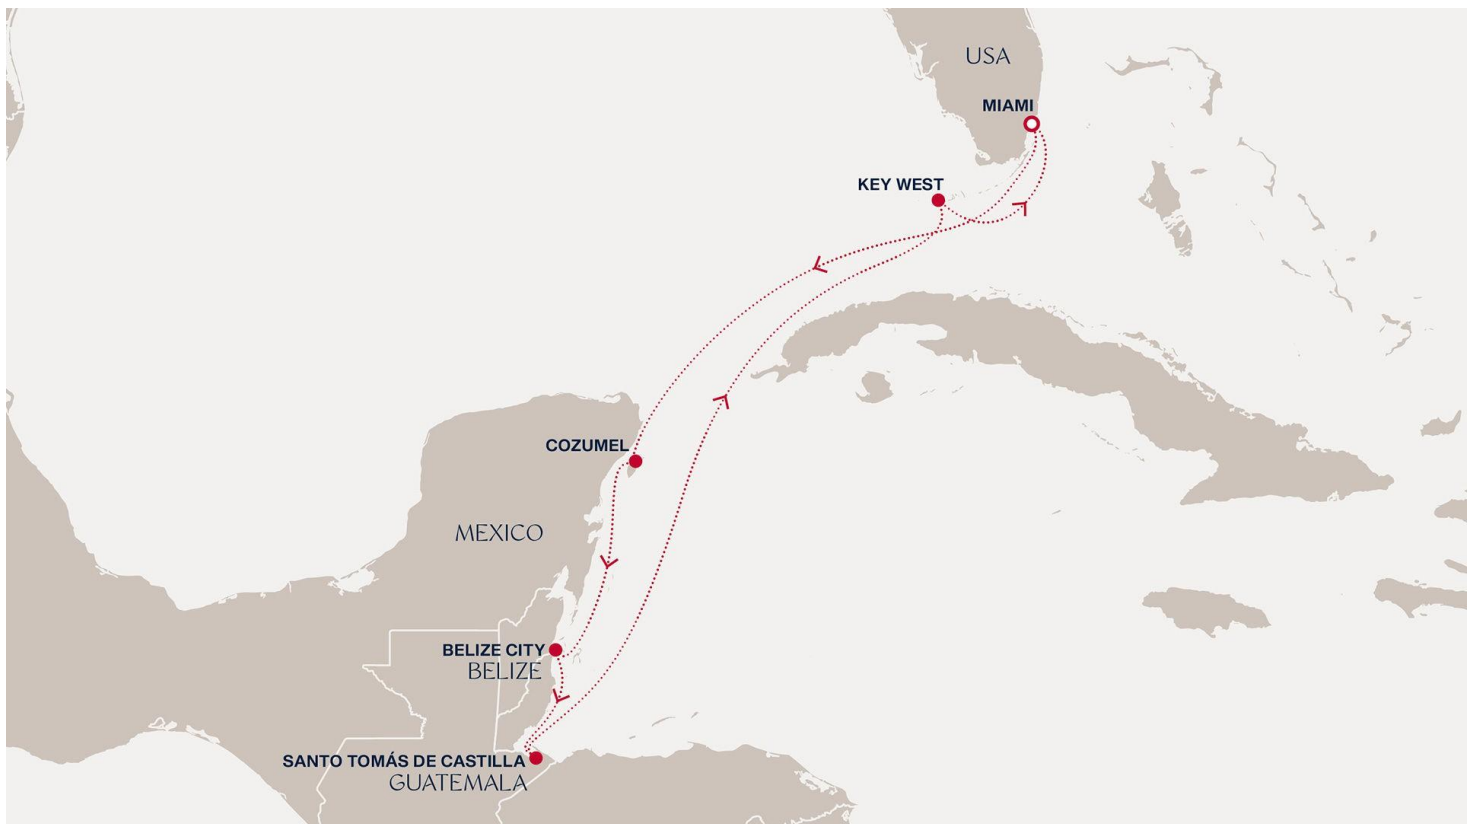 USA
MIAMI
KEY WEST
COZUMEL
MEXICO
BELIZE CITY
BELIZE
SANTO TOMÁS DE CASTILLA
GUATEMALA